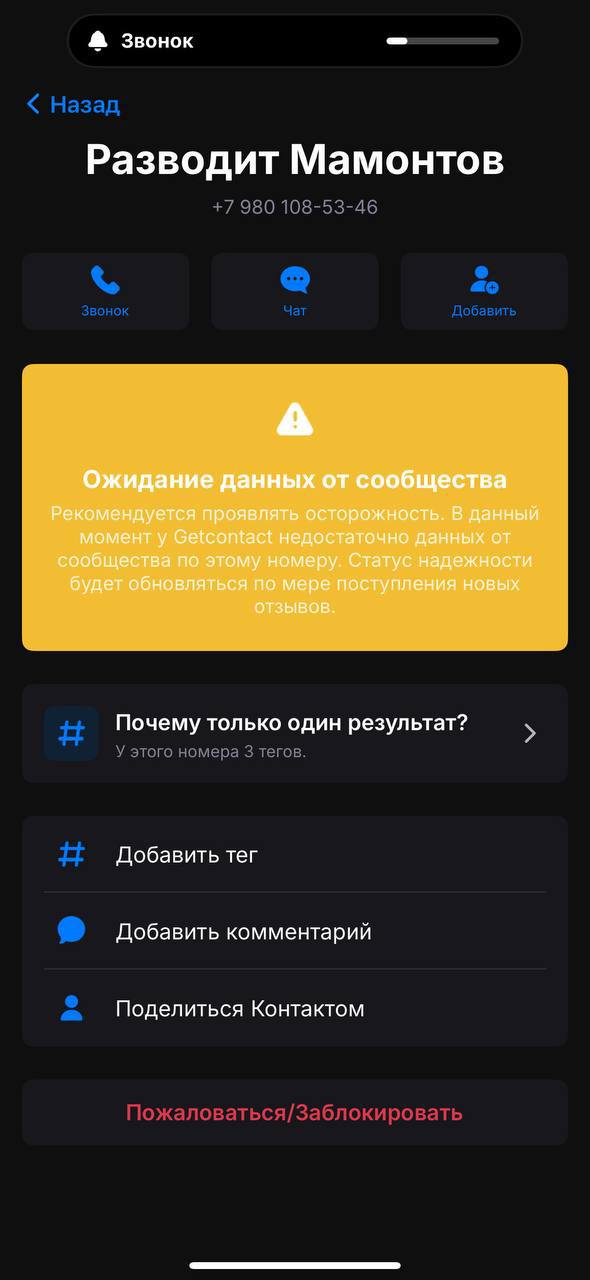 Звонок
Назад
Разводит Мамонтов
+7 980 108-53-46
Звонок
Чат
Добавить
Ожидание данных от сообщества
Рекомендуется проявлять осторожность. В данный
момент у Getcontact недостаточно данных от
сообщества по этому номеру. Статус надежности
будет обновляться по мере поступления новых
отзывов.
Почему только один результат?
У этого номера 3 тегов.
Добавить тег
Добавить комментарий
Поделиться Контактом
Пожаловаться/Заблокировать